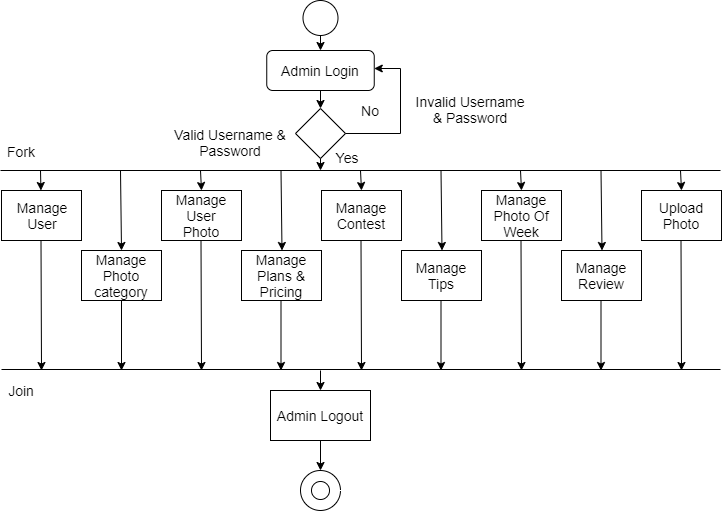 Admin Login
No
Invalid Username
& Password
Valid Username &
Password
Yes
Fork
Manage
User
Manage
Photo
category
Manage
User
Photo
Manage
Plans &
Pricing
Manage
Contest
Manage
Tips
Manage
Photo Of
Week
Manage
Review
Upload
Photo
Join
Admin Logout